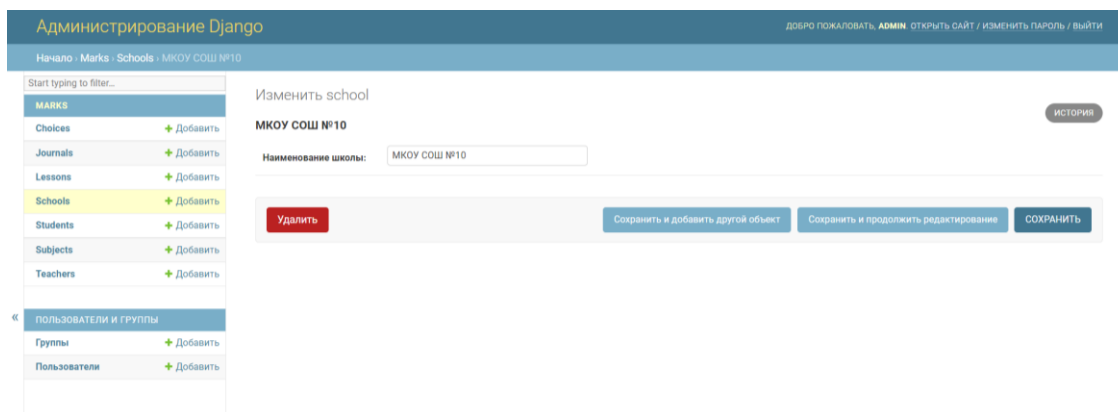 Администрирование Django
ДОБРО ПОЖАЛОВАТЬ, ADMIN. ОТКРЫТЬ САЙТ / ИЗМЕНИТЬ ПАРОЛЬ / ВЫЙТИ
Начало › Marks › Schools › МКОУ СОШ №10
Start typing to filter...
MARKS
Choices + Добавить
Journals + Добавить
Lessons + Добавить
Schools + Добавить
Students + Добавить
Subjects + Добавить
Teachers + Добавить
«
ПОЛЬЗОВАТЕЛИ И ГРУППЫ
Группы + Добавить
Пользователи + Добавить
Изменить school
ИСТОРИЯ
МКОУ СОШ №10
Наименование школы: МКОУ СОШ №10
Удалить Сохранить и добавить другой объект Сохранить и продолжить редактирование СОХРАНИТЬ